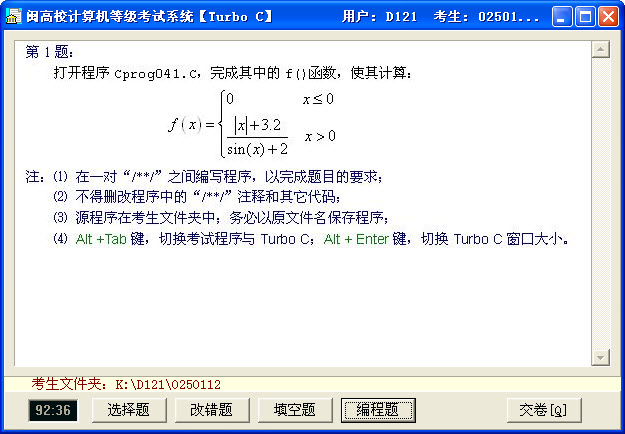 闽高校计算机等级考试系统【Turbo C】 用户: D121 考生: 02501...
第 1 题:
打开程序 Cprog041.C, 完成其中的 f()函数, 使其计算:
0 x≤0
f(x)=
|x|+3.2
sin(x)+2 x>0
注: ⑴ 在一对“/**/”之间编写程序, 以完成题目的要求;
⑵ 不得删改程序中的“/**/”注释和其它代码;
⑶ 源程序在考生文件夹中; 务必以原文件名保存程序;
⑷ Alt +Tab 键, 切换考试程序与 Turbo C; Alt + Enter 键, 切换 Turbo C 窗口大小。
考生文件夹: K:\D121\0250112
92:36 选择题 改错题 填空题 编程题 交卷[Q]